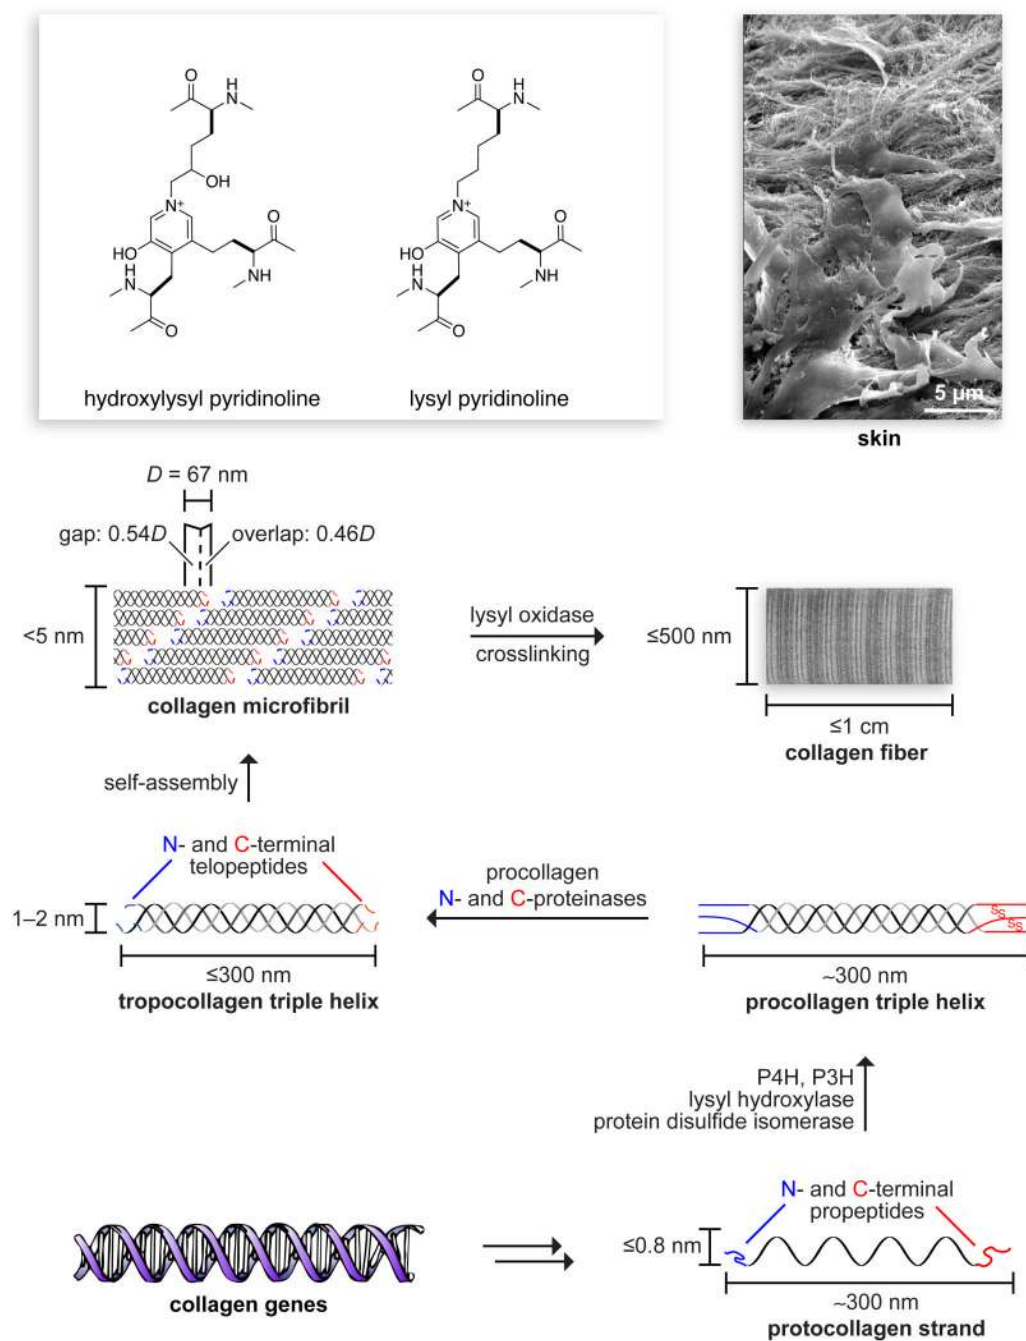 O
H
N
OH
N+
HO
O
H
N
NH
O
hydroxylysyl pyridinoline
O
H
N
N+
HO
O
H
N
NH
O
lysyl pyridinoline
5 μm
skin
D = 67 nm
gap: 0.54D
overlap: 0.46D
<5 nm
collagen microfibril
lysyl oxidase
crosslinking
≤500 nm
≤1 cm
collagen fiber
self-assembly
N- and C-terminal
telopeptides
1–2 nm
≤300 nm
tropocollagen triple helix
procollagen
N- and C-proteinases
S
S
S
S
~300 nm
procollagen triple helix
P4H, P3H
lysyl hydroxylase
protein disulfide isomerase
N- and C-terminal
propeptides
≤0.8 nm
~300 nm
protocollagen strand
collagen genes